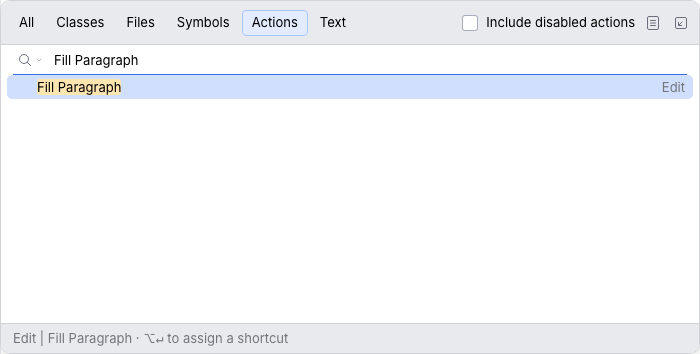 All Classes Files Symbols Actions Text Include disabled actions
Fill Paragraph
Fill Paragraph Edit
Edit | Fill Paragraph · ⌥↵ to assign a shortcut